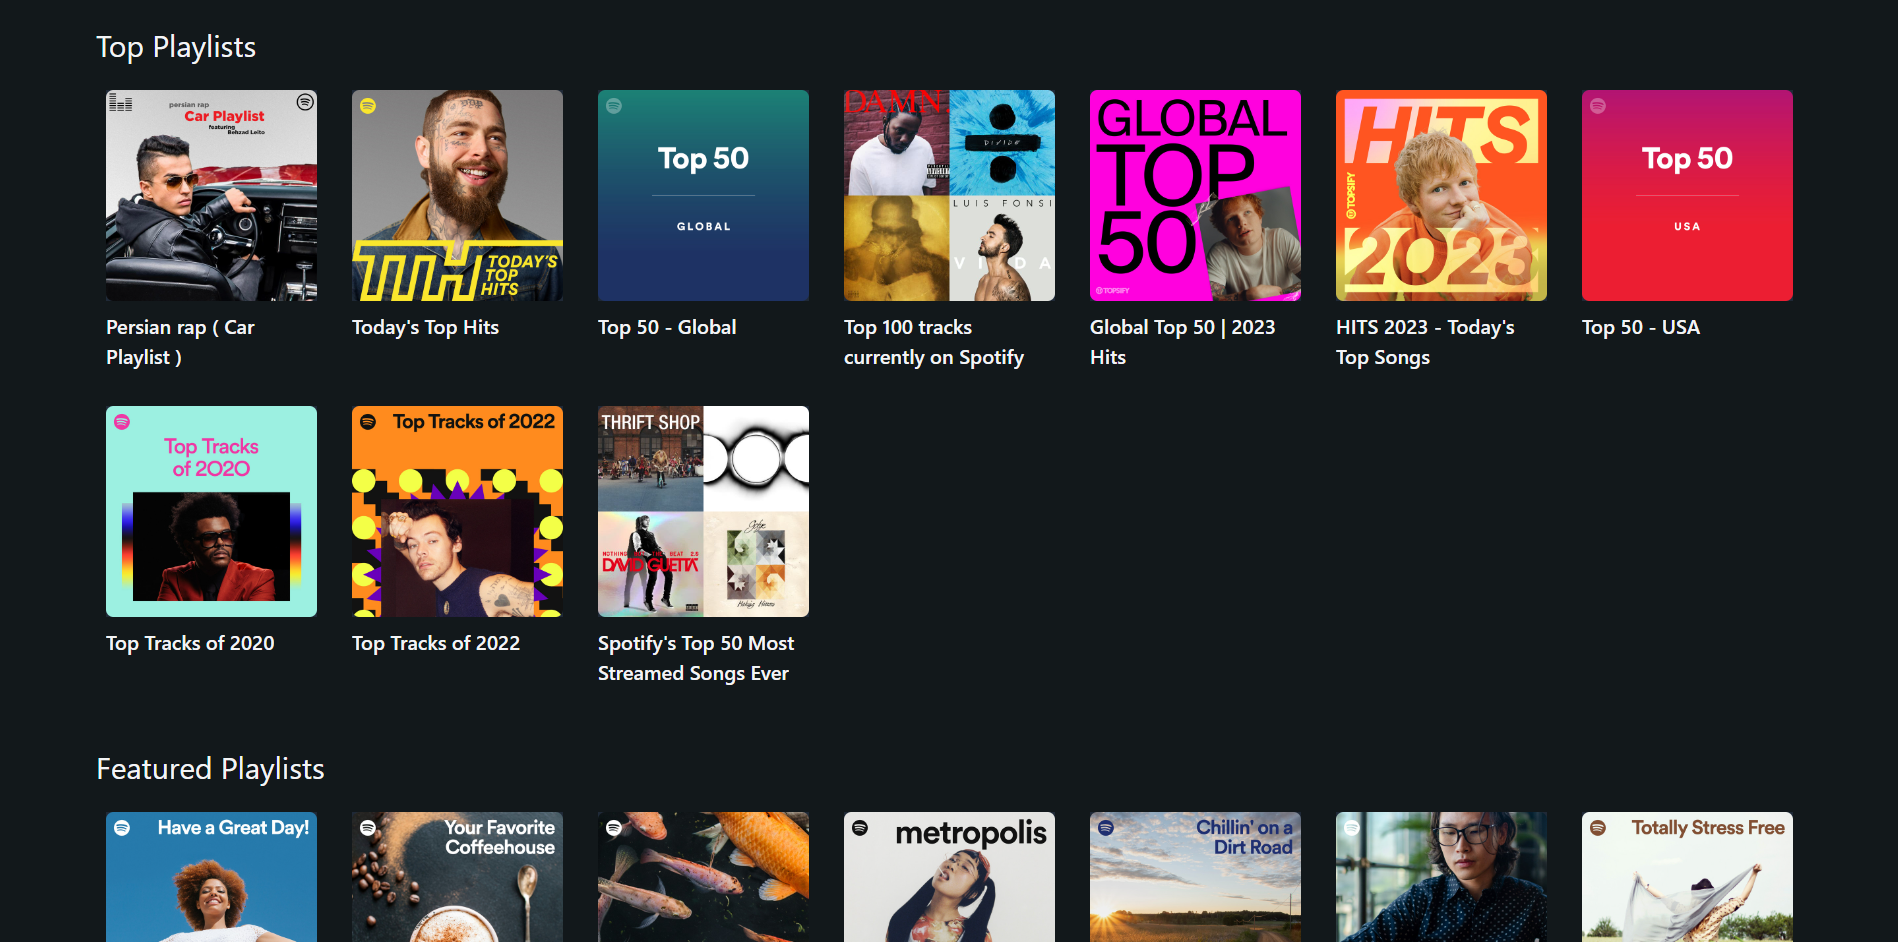 Top Playlists
persian rap
Car Playlist
featuring
Behzad Leito
TTH TODAY'S
TOP
HITS
Top 50
GLOBAL
DAMN.
DIVIDE
LUIS FONSI
VIDA
GLOBAL
TOP
50
TOPSIFY
HITS
TOPSIFY
2023
Top 50
USA
Persian rap ( Car
Playlist )
Today's Top Hits
Top 50 - Global
Top 100 tracks
currently on Spotify
Global Top 50 | 2023
Hits
HITS 2023 - Today's
Top Songs
Top 50 - USA
Top Tracks
of 2020
Top Tracks of 2022
THRIFT SHOP
NOTHING BUT THE BEAT 2.0
DAVID GUETTA
gotye
Making Mirrors
Top Tracks of 2020
Top Tracks of 2022
Spotify's Top 50 Most
Streamed Songs Ever
Featured Playlists
Have a Great Day!
Your Favorite
Coffeehouse
metropolis
Chillin' on a
Dirt Road
Totally Stress Free